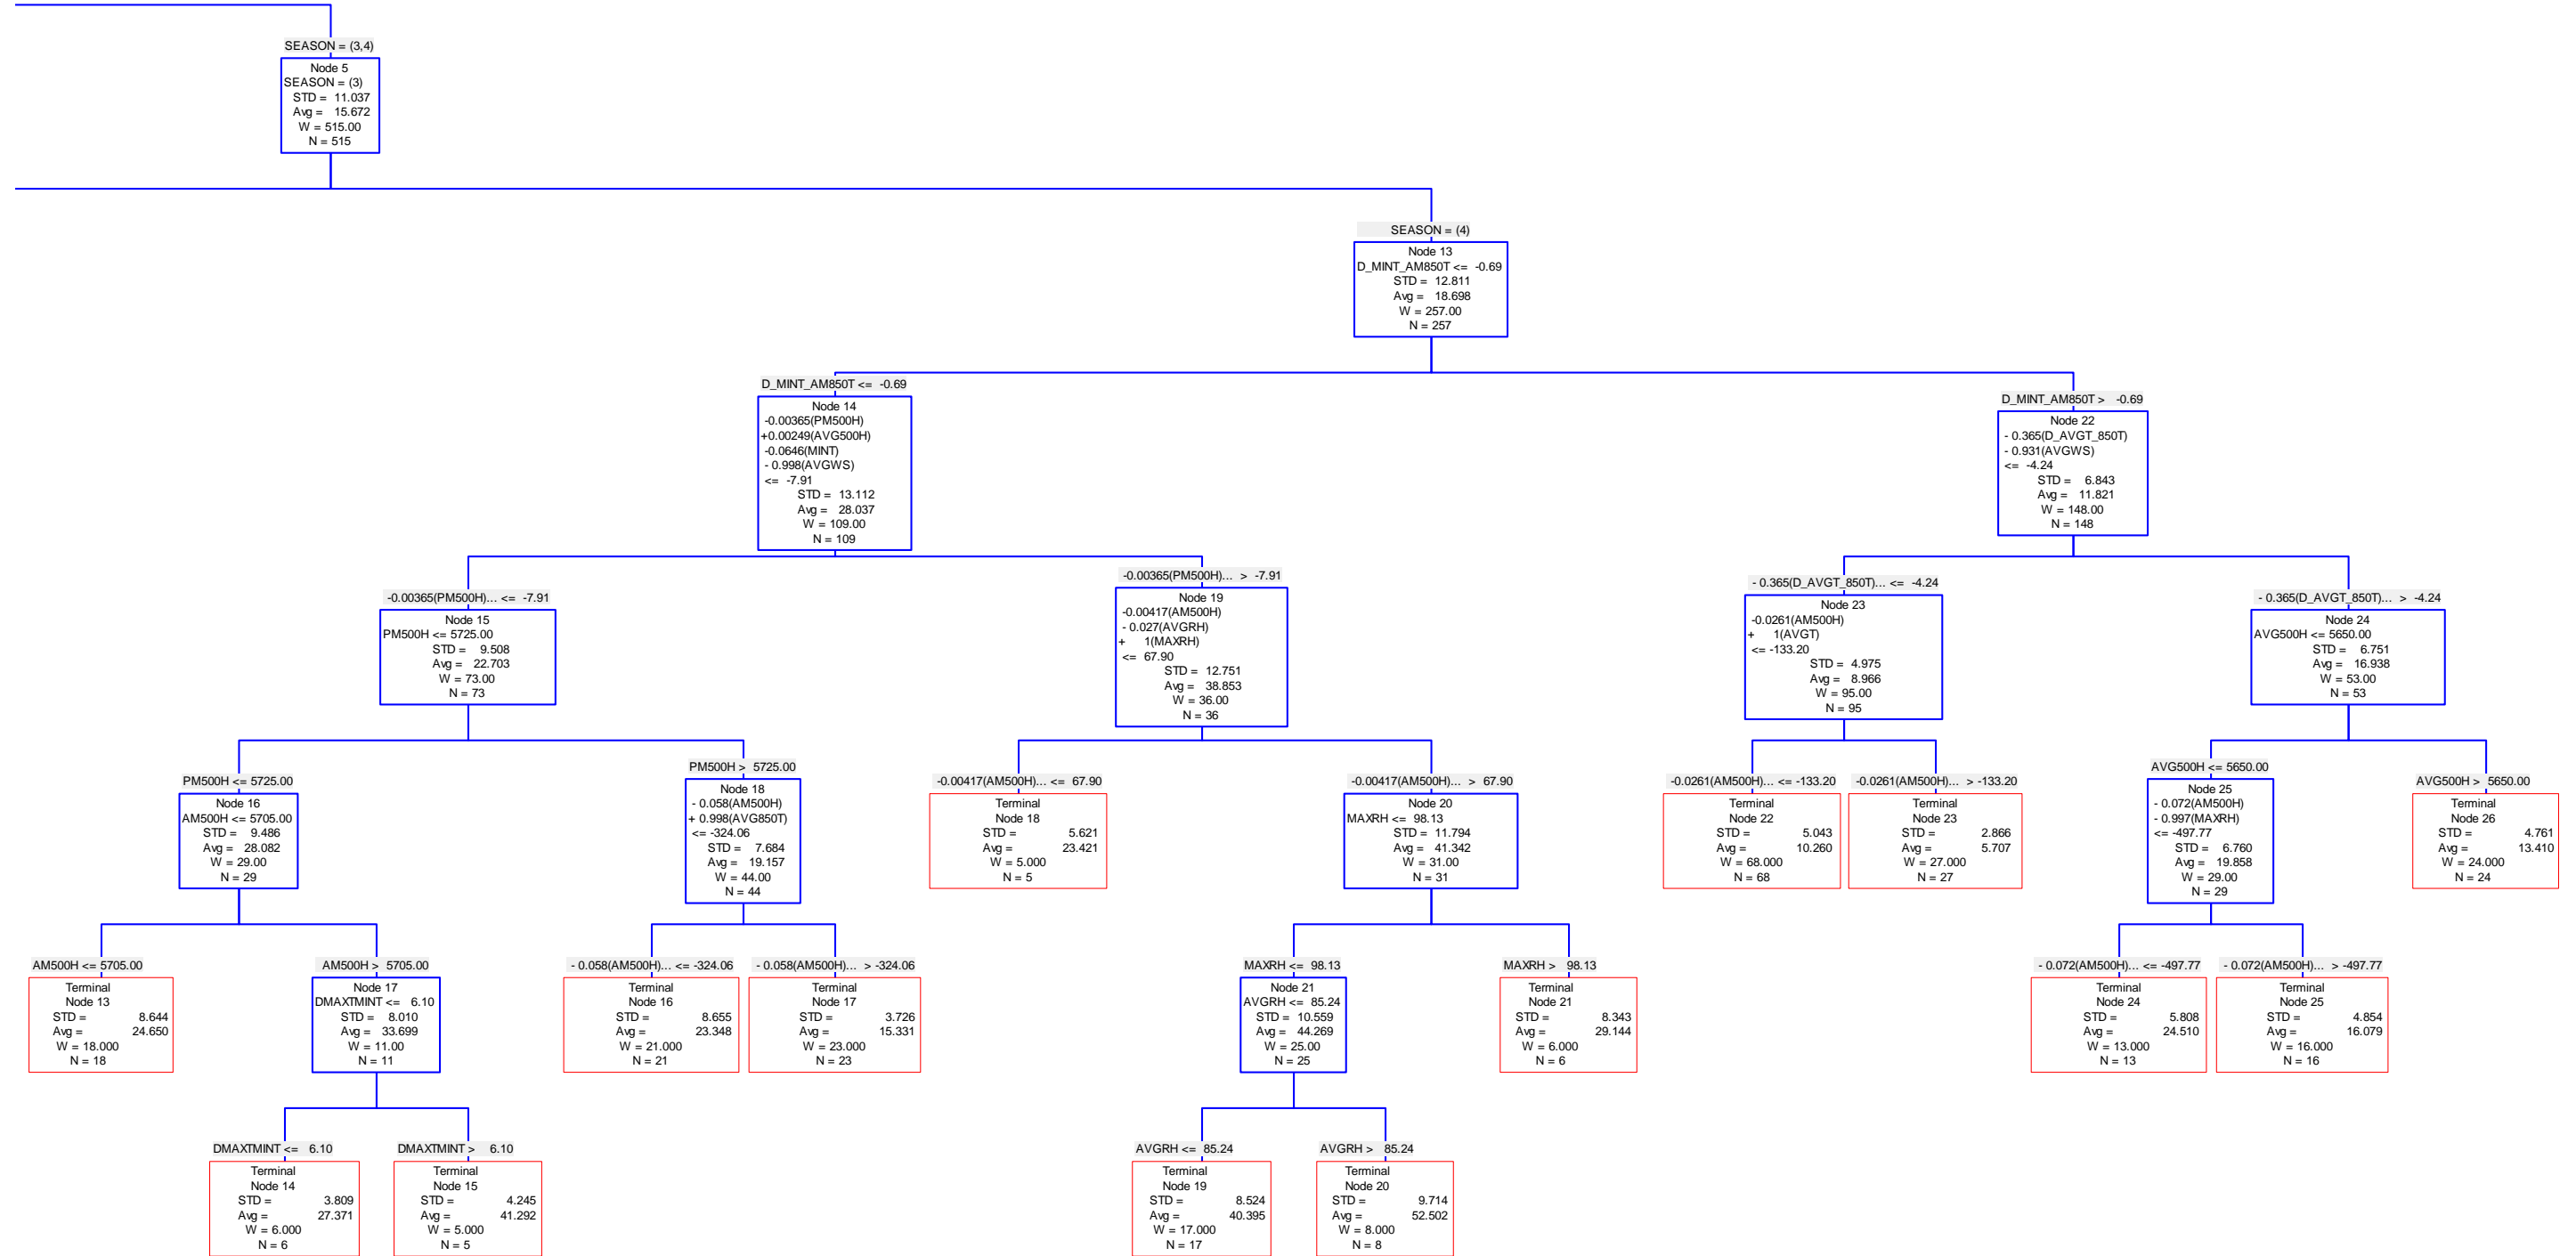 SEASON = (3,4)
Node 5
SEASON = (3)
STD = 11.037
Avg = 15.672
W = 515.00
N = 515
SEASON = (4)
Node 13
D_MINT_AM850T <= -0.69
STD = 12.811
Avg = 18.698
W = 257.00
N = 257
D_MINT_AM850T <= -0.69
Node 14
-0.00365(PM500H)
+0.00249(AVG500H)
-0.0646(MINT)
- 0.998(AVGWS)
<= -7.91
STD = 13.112
Avg = 28.037
W = 109.00
N = 109
D_MINT_AM850T > -0.69
Node 22
- 0.365(D_AVGT_850T)
- 0.931(AVGWS)
<= -4.24
STD = 6.843
Avg = 11.821
W = 148.00
N = 148
-0.00365(PM500H)... <= -7.91
Node 15
PM500H <= 5725.00
STD = 9.508
Avg = 22.703
W = 73.00
N = 73
-0.00365(PM500H)... > -7.91
Node 19
-0.00417(AM500H)
- 0.027(AVGRH)
+ 1(MAXRH)
<= 67.90
STD = 12.751
Avg = 38.853
W = 36.00
N = 36
- 0.365(D_AVGT_850T)... <= -4.24
Node 23
-0.0261(AM500H)
+ 1(AVGT)
<= -133.20
STD = 4.975
Avg = 8.966
W = 95.00
N = 95
- 0.365(D_AVGT_850T)... > -4.24
Node 24
AVG500H <= 5650.00
STD = 6.751
Avg = 16.938
W = 53.00
N = 53
PM500H <= 5725.00
Node 16
AM500H <= 5705.00
STD = 9.486
Avg = 28.082
W = 29.00
N = 29
PM500H > 5725.00
Node 18
- 0.058(AM500H)
+ 0.998(AVG850T)
<= -324.06
STD = 7.684
Avg = 19.157
W = 44.00
N = 44
-0.00417(AM500H)... <= 67.90
Terminal
Node 18
STD = 5.621
Avg = 23.421
W = 5.000
N = 5
-0.00417(AM500H)... > 67.90
Node 20
MAXRH <= 98.13
STD = 11.794
Avg = 41.342
W = 31.00
N = 31
-0.0261(AM500H)... <= -133.20
Terminal
Node 22
STD = 5.043
Avg = 10.260
W = 68.000
N = 68
-0.0261(AM500H)... > -133.20
Terminal
Node 23
STD = 2.866
Avg = 5.707
W = 27.000
N = 27
AVG500H <= 5650.00
Node 25
- 0.072(AM500H)
- 0.997(MAXRH)
<= -497.77
STD = 6.760
Avg = 19.858
W = 29.00
N = 29
AVG500H > 5650.00
Terminal
Node 26
STD = 4.761
Avg = 13.410
W = 24.000
N = 24
AM500H <= 5705.00
Terminal
Node 13
STD = 8.644
Avg = 24.650
W = 18.000
N = 18
AM500H > 5705.00
Node 17
DMAXTMINT <= 6.10
STD = 8.010
Avg = 33.699
W = 11.00
N = 11
- 0.058(AM500H)... <= -324.06
Terminal
Node 16
STD = 8.655
Avg = 23.348
W = 21.000
N = 21
- 0.058(AM500H)... > -324.06
Terminal
Node 17
STD = 3.726
Avg = 15.331
W = 23.000
N = 23
MAXRH <= 98.13
Node 21
AVGRH <= 85.24
STD = 10.559
Avg = 44.269
W = 25.00
N = 25
MAXRH > 98.13
Terminal
Node 21
STD = 8.343
Avg = 29.144
W = 6.000
N = 6
- 0.072(AM500H)... <= -497.77
Terminal
Node 24
STD = 5.808
Avg = 24.510
W = 13.000
N = 13
- 0.072(AM500H)... > -497.77
Terminal
Node 25
STD = 4.854
Avg = 16.079
W = 16.000
N = 16
DMAXTMINT <= 6.10
Terminal
Node 14
STD = 3.809
Avg = 27.371
W = 6.000
N = 6
DMAXTMINT > 6.10
Terminal
Node 15
STD = 4.245
Avg = 41.292
W = 5.000
N = 5
AVGRH <= 85.24
Terminal
Node 19
STD = 8.524
Avg = 40.395
W = 17.000
N = 17
AVGRH > 85.24
Terminal
Node 20
STD = 9.714
Avg = 52.502
W = 8.000
N = 8